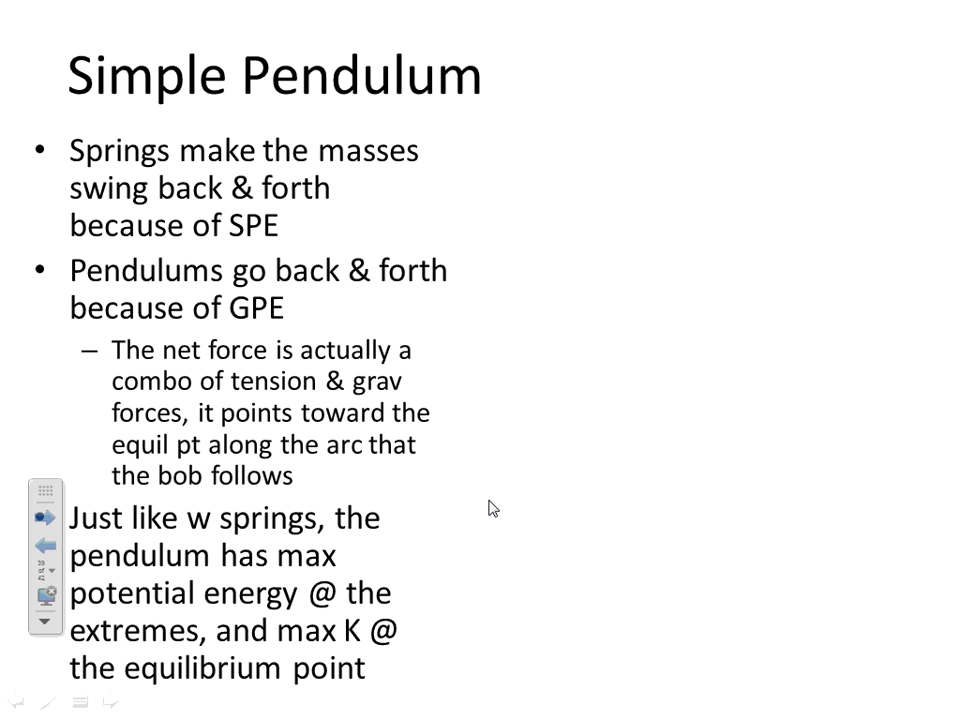 Simple Pendulum
• Springs make the masses
swing back & forth
because of SPE
• Pendulums go back & forth
because of GPE
– The net force is actually a
combo of tension & grav
forces, it points toward the
equil pt along the arc that
the bob follows
Just like w springs, the
pendulum has max
potential energy @ the
extremes, and max K @
the equilibrium point
39
of
42